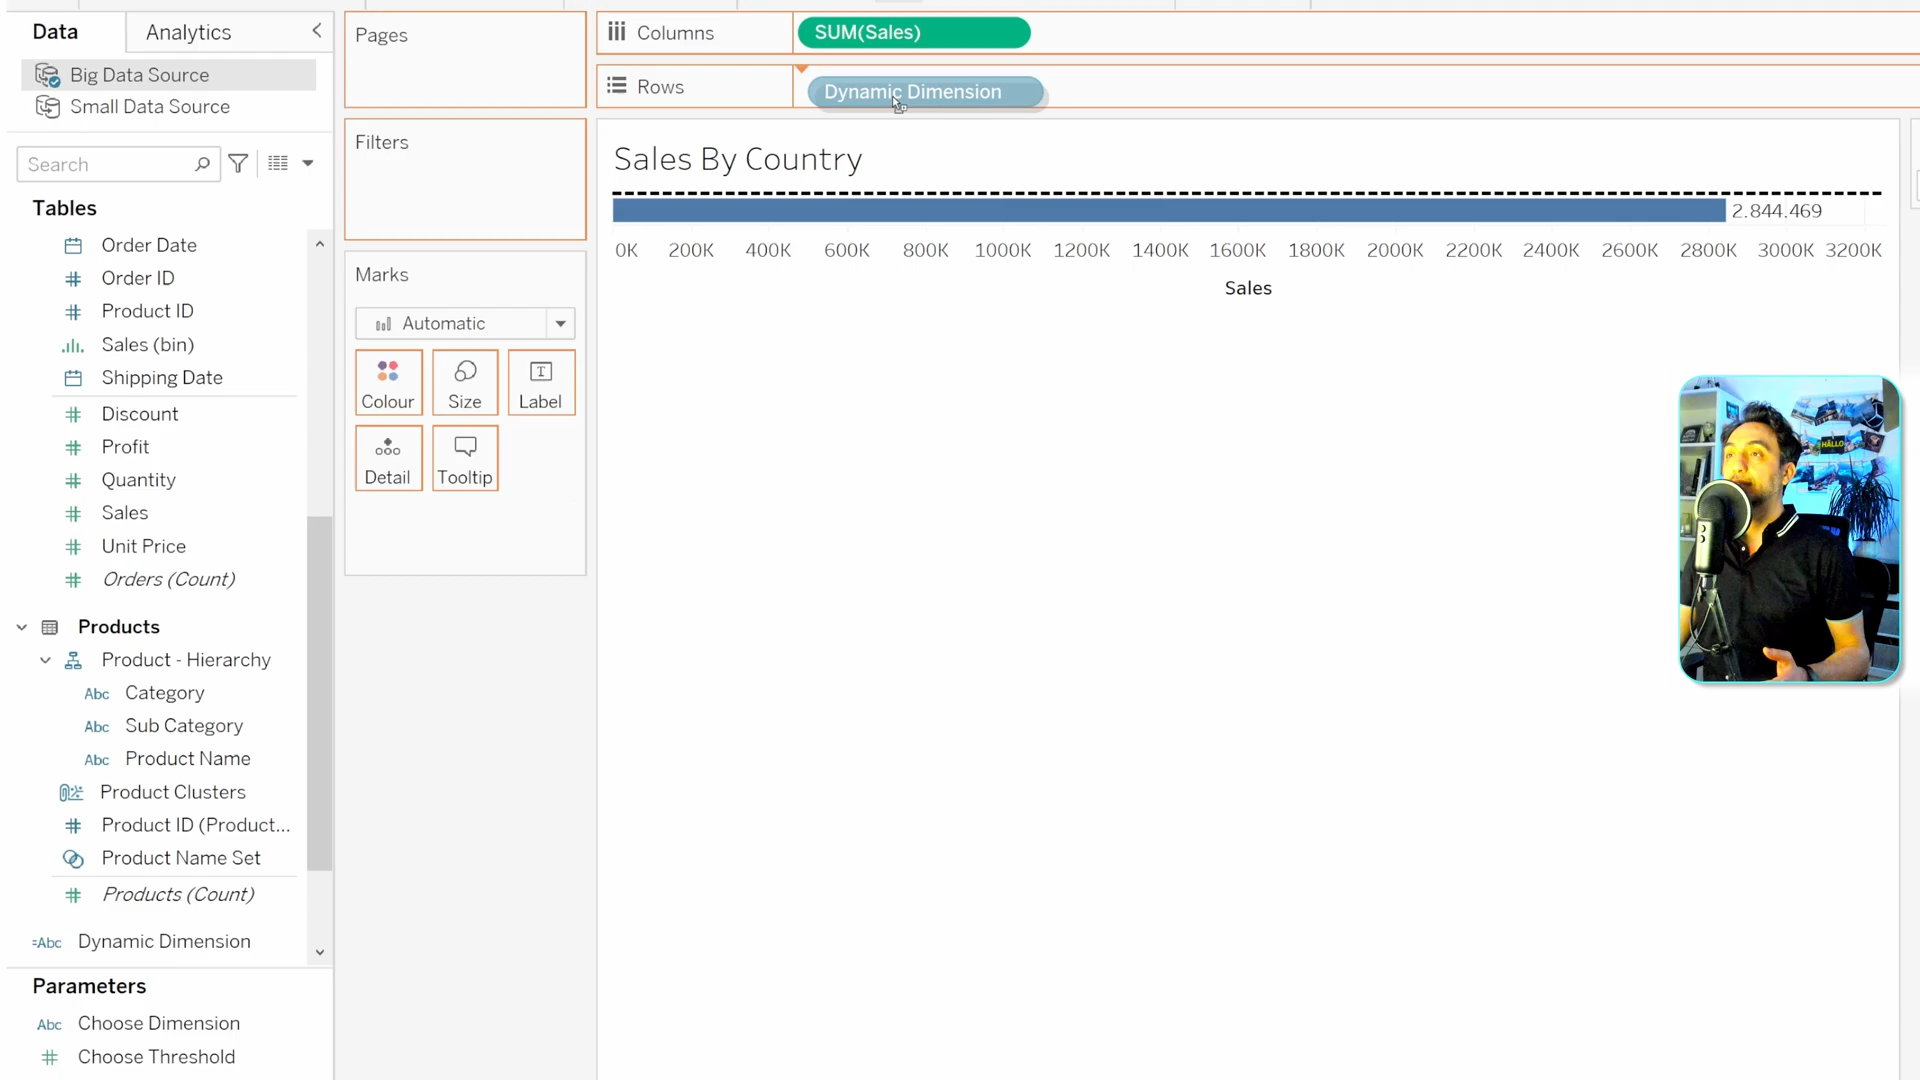 Data
Analytics
Big Data Source
Small Data Source
Search
Tables
Order Date
Order ID
Product ID
Sales (bin)
Shipping Date
Discount
Profit
Quantity
Sales
Unit Price
Orders (Count)
Products
Product - Hierarchy
Abc Category
Abc Sub Category
Abc Product Name
Product Clusters
Product ID (Product...
Product Name Set
Products (Count)
=Abc Dynamic Dimension
Parameters
Abc Choose Dimension
Choose Threshold
Pages
Filters
Marks
Automatic
Colour
Size
T
Label
Detail
Tooltip
Columns
SUM(Sales)
Rows
Dynamic Dimension
Sales By Country
2.844.469
0K 200K 400K 600K 800K 1000K 1200K 1400K 1600K 1800K 2000K 2200K 2400K 2600K 2800K 3000K 3200K
Sales
HALLO